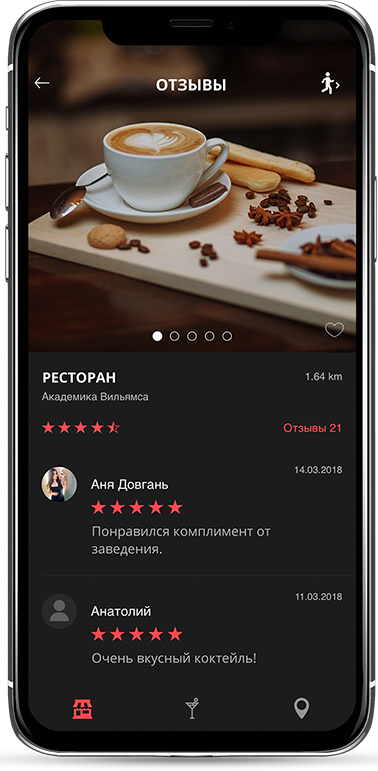 ОТЗЫВЫ
РЕСТОРАН
1.64 km
Академика Вильямса
Отзывы 21
14.03.2018
Аня Довгань
Понравился комплимент от
заведения.
11.03.2018
Анатолий
Очень вкусный коктейль!